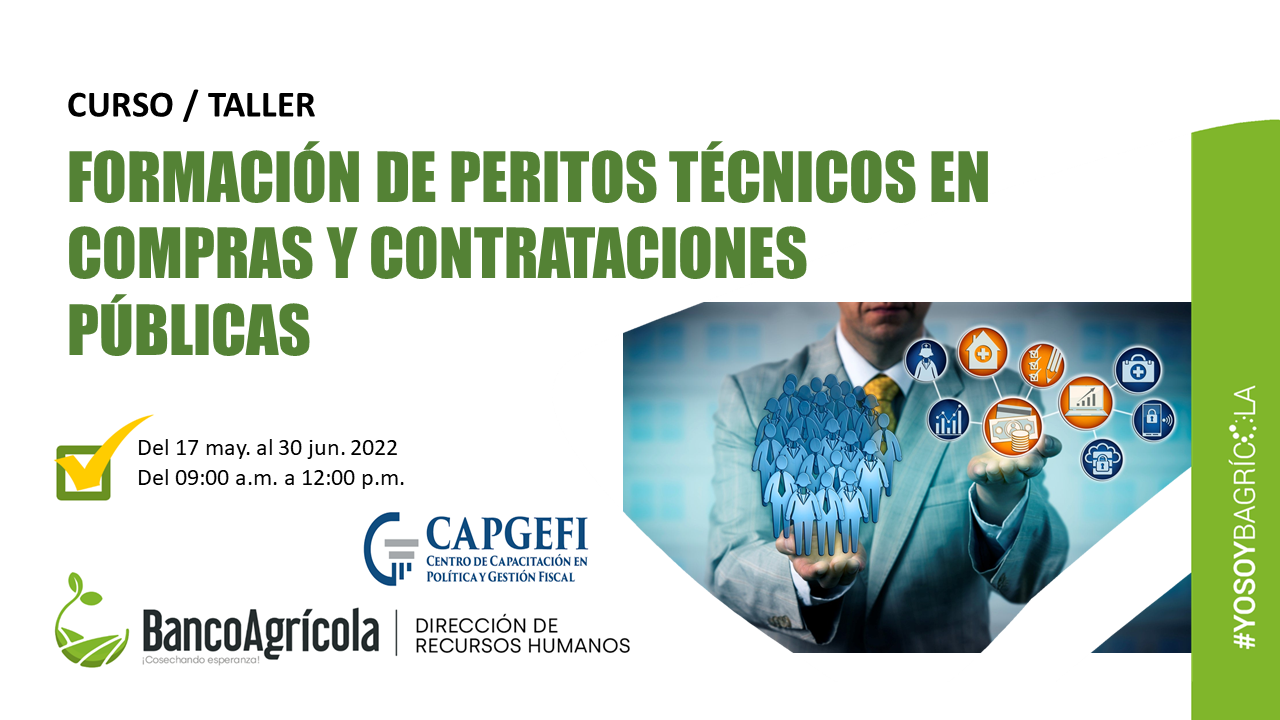 CURSO / TALLER
FORMACIÓN DE PERITOS TÉCNICOS EN
COMPRAS Y CONTRATACIONES
PÚBLICAS
Del 17 may. al 30 jun. 2022
Del 09:00 a.m. a 12:00 p.m.
CAPGEFI
CENTRO DE CAPACITACIÓN EN
POLÍTICA Y GESTIÓN FISCAL
BancoAgrícola
¡Cosechando esperanza!
DIRECCIÓN DE
RECURSOS HUMANOS
#YOSOYBAGRÍCOLA